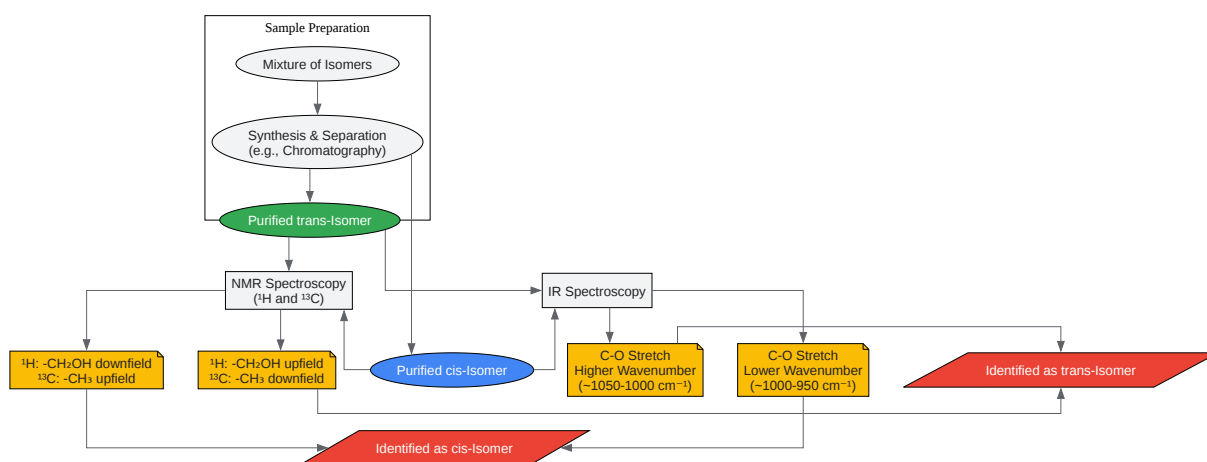 Sample Preparation
Mixture of Isomers
Synthesis & Separation
(e.g., Chromatography)
Purified trans-Isomer
NMR Spectroscopy
(¹H and ¹³C)
IR Spectroscopy
¹H: -CH₂OH downfield
¹³C: -CH₃ upfield
¹H: -CH₂OH upfield
¹³C: -CH₃ downfield
Purified cis-Isomer
C-O Stretch
Higher Wavenumber
(~1050-1000 cm⁻¹)
C-O Stretch
Lower Wavenumber
(~1000-950 cm⁻¹)
Identified as trans-Isomer
Identified as cis-Isomer